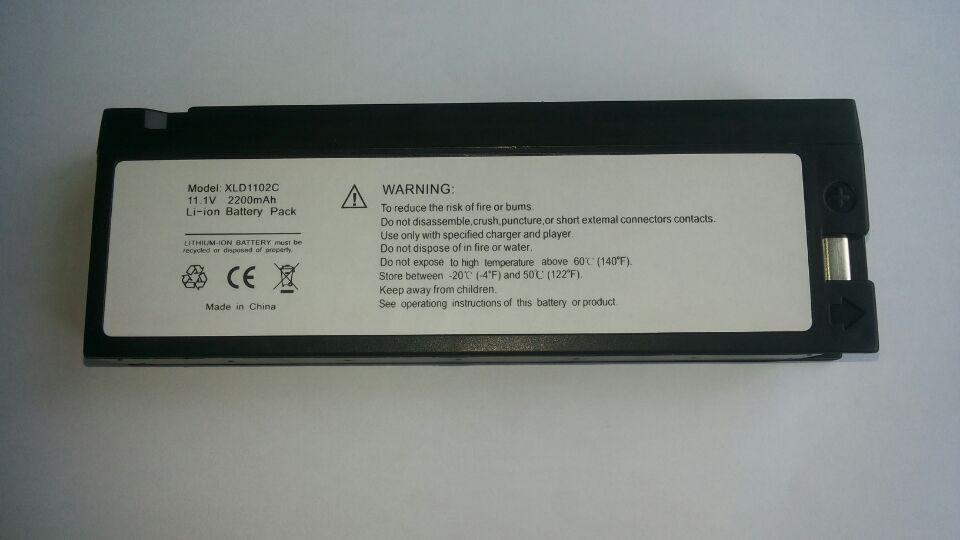 Model: XLD1102C
11.1V 2200mAh
Li-ion Battery Pack
LITHIUM-ION BATTERY must be
recycled or disposed of properly.
CE
Made in China
WARNING:
To reduce the risk of fire or burns.
Do not disassemble,crush,puncture,or short external connectors contacts.
Use only with specified charger and player.
Do not dispose of in fire or water.
Do not expose to high temperature above 60℃ (140°F).
Store between -20℃ (-4°F) and 50℃ (122°F).
Keep away from children.
See operationg instructions of this battery or product.